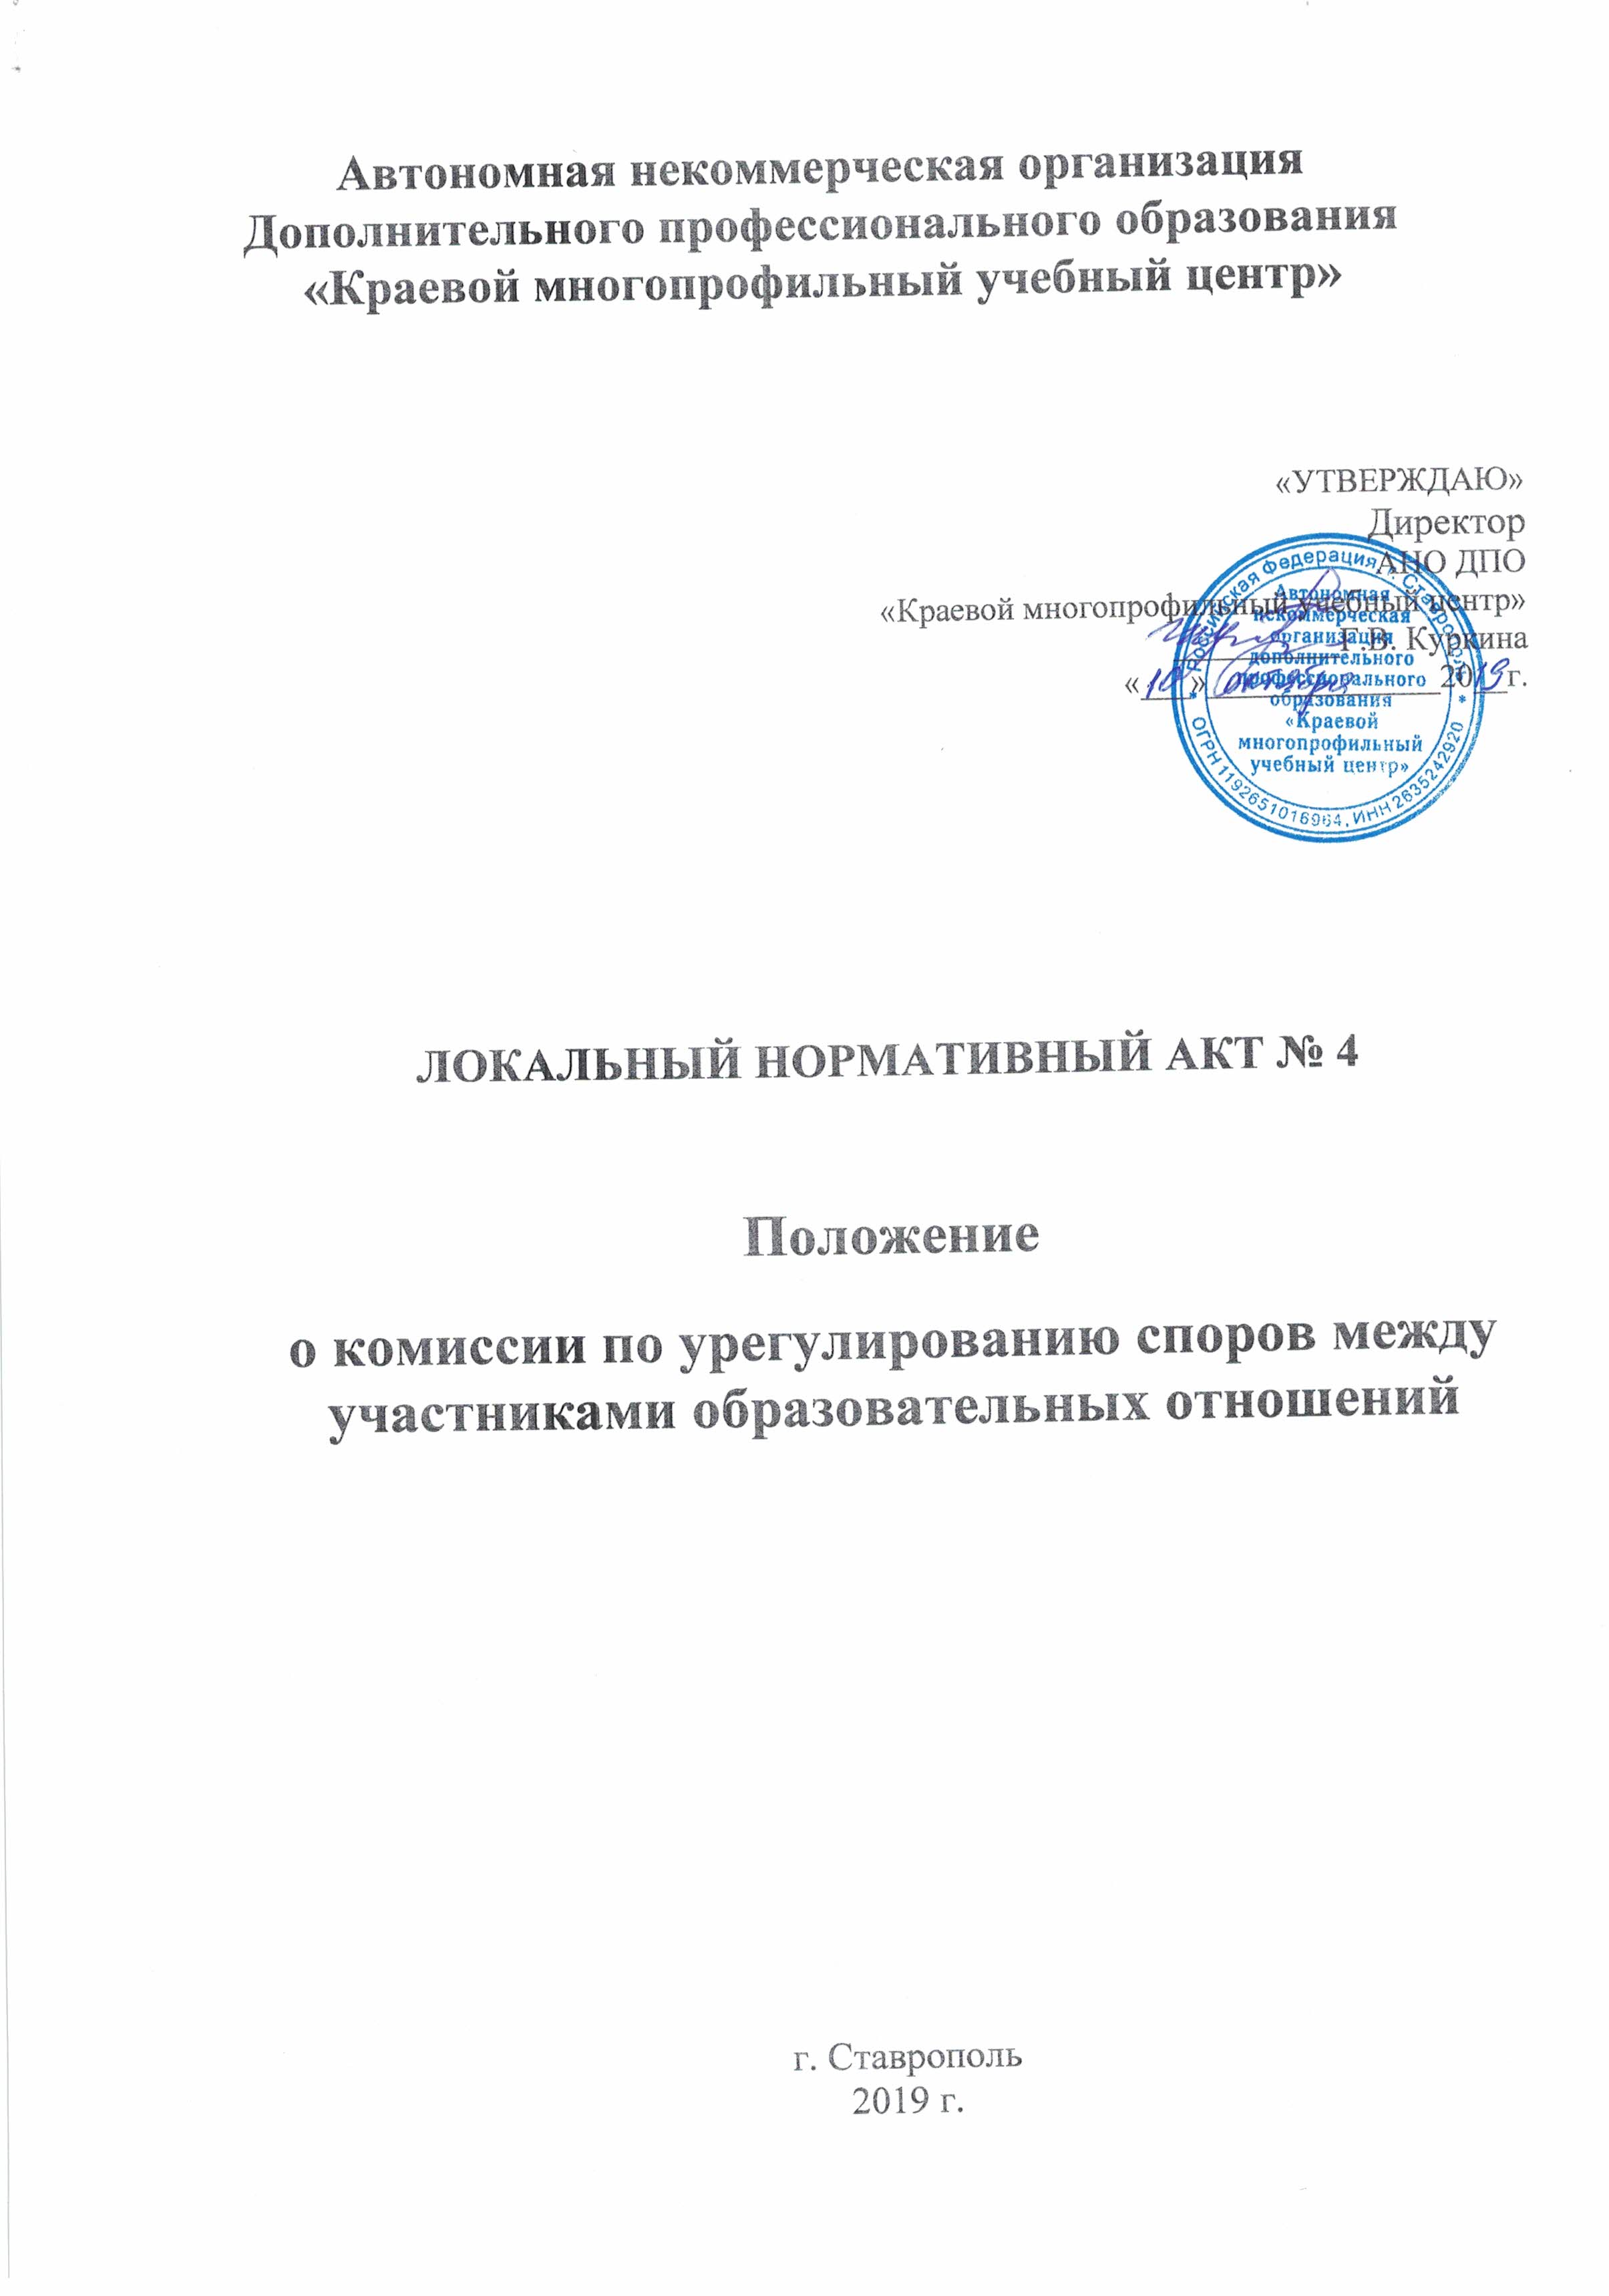 Автономная некоммерческая организация
Дополнительного профессионального образования
«Краевой многопрофильный учебный центр»
«УТВЕРЖДАЮ»
Директор
АНО ДПО
«Краевой многопрофильный учебный центр»
Г.В. Куркина
«10» октября 2019 г.
Российская Федерация, г. Ставрополь
Автономная
некоммерческая
организация
дополнительного
профессионального
образования
«Краевой
многопрофильный
учебный центр»
* ОГРН 1192651016964, ИНН 2635242920 *
ЛОКАЛЬНЫЙ НОРМАТИВНЫЙ АКТ № 4
Положение
о комиссии по урегулированию споров между
участниками образовательных отношений
г. Ставрополь
2019 г.